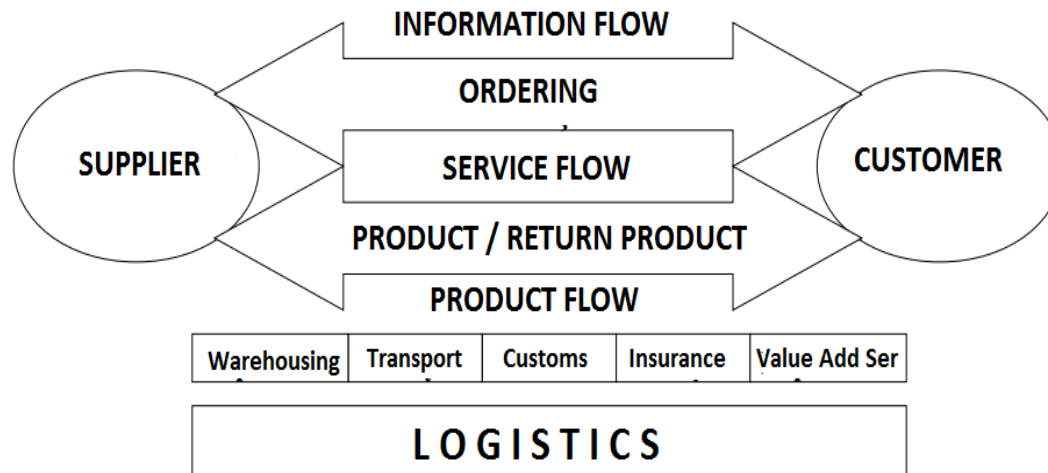 INFORMATION FLOW
ORDERING
SUPPLIER
SERVICE FLOW
CUSTOMER
PRODUCT / RETURN PRODUCT
PRODUCT FLOW
Warehousing
Transport
Customs
Insurance
Value Add Ser
LOGISTICS